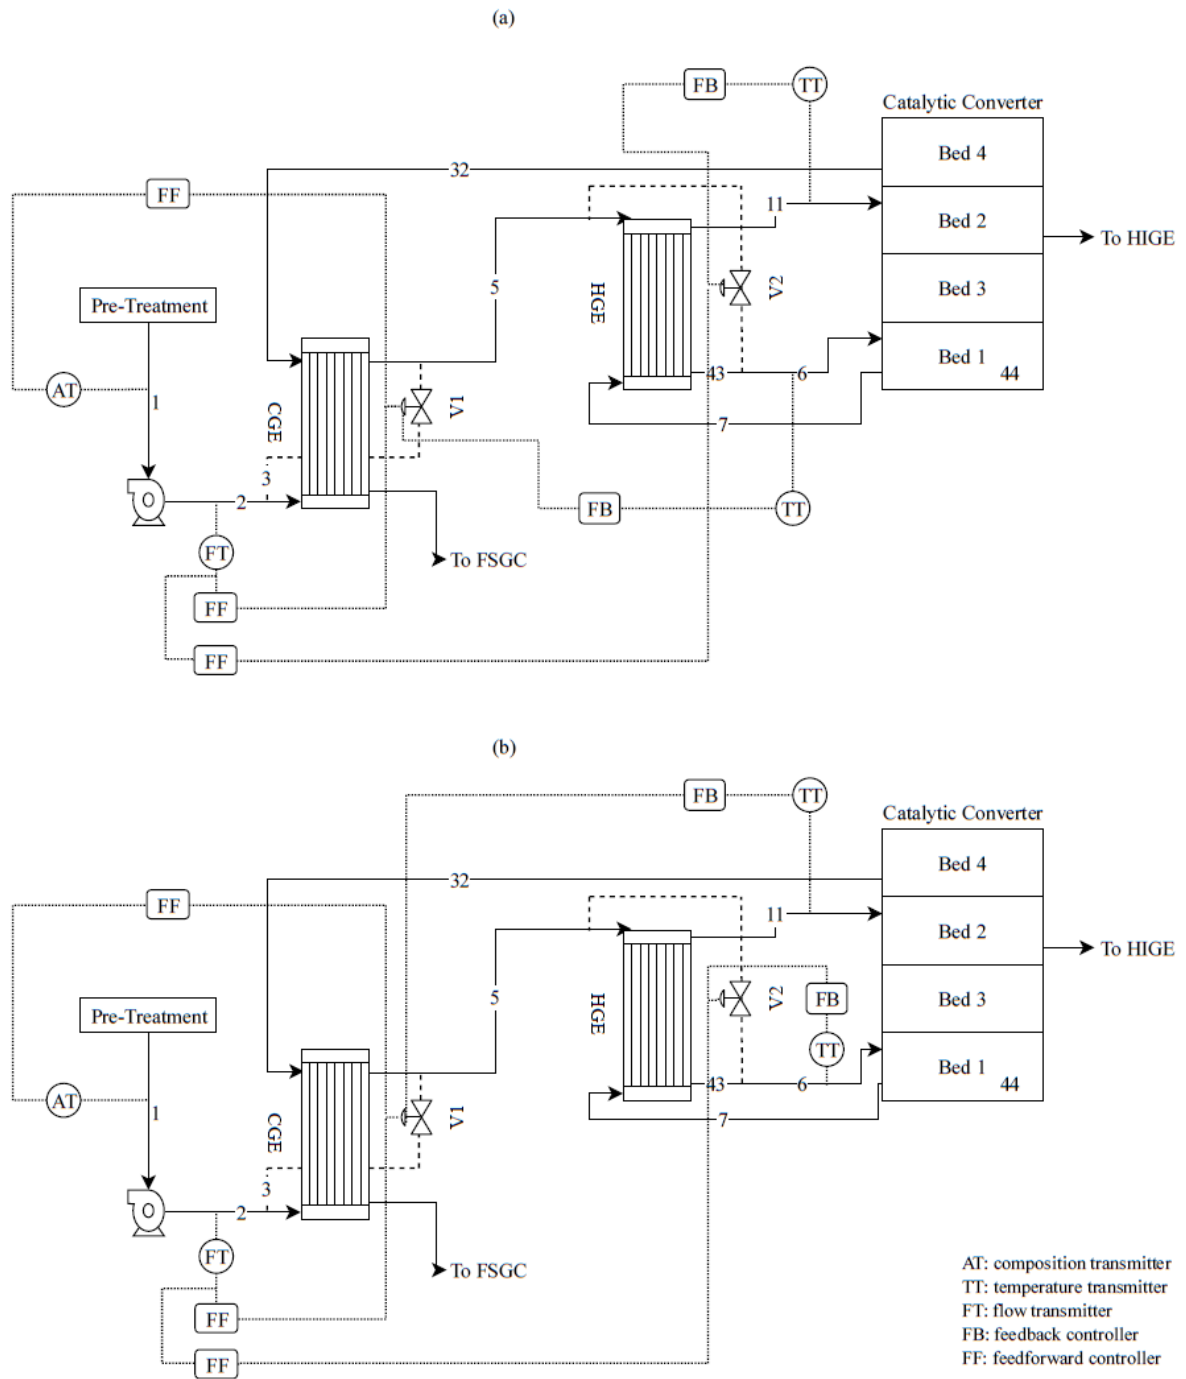 (a)
FB
TT
Catalytic Converter
Bed 4
32
FF
11
Bed 2
To HIGE
5
V2
HGE
Pre-Treatment
Bed 3
Bed 1
43
6
44
AT
1
V1
CGE
7
3
2
FB
TT
FT
To FSGC
FF
FF
(b)
FB
TT
Catalytic Converter
Bed 4
32
FF
11
Bed 2
To HIGE
5
V2
HGE
FB
Bed 3
Pre-Treatment
TT
Bed 1
43
6
44
AT
1
V1
CGE
7
3
2
FT
To FSGC
FF
FF
AT: composition transmitter
TT: temperature transmitter
FT: flow transmitter
FB: feedback controller
FF: feedforward controller